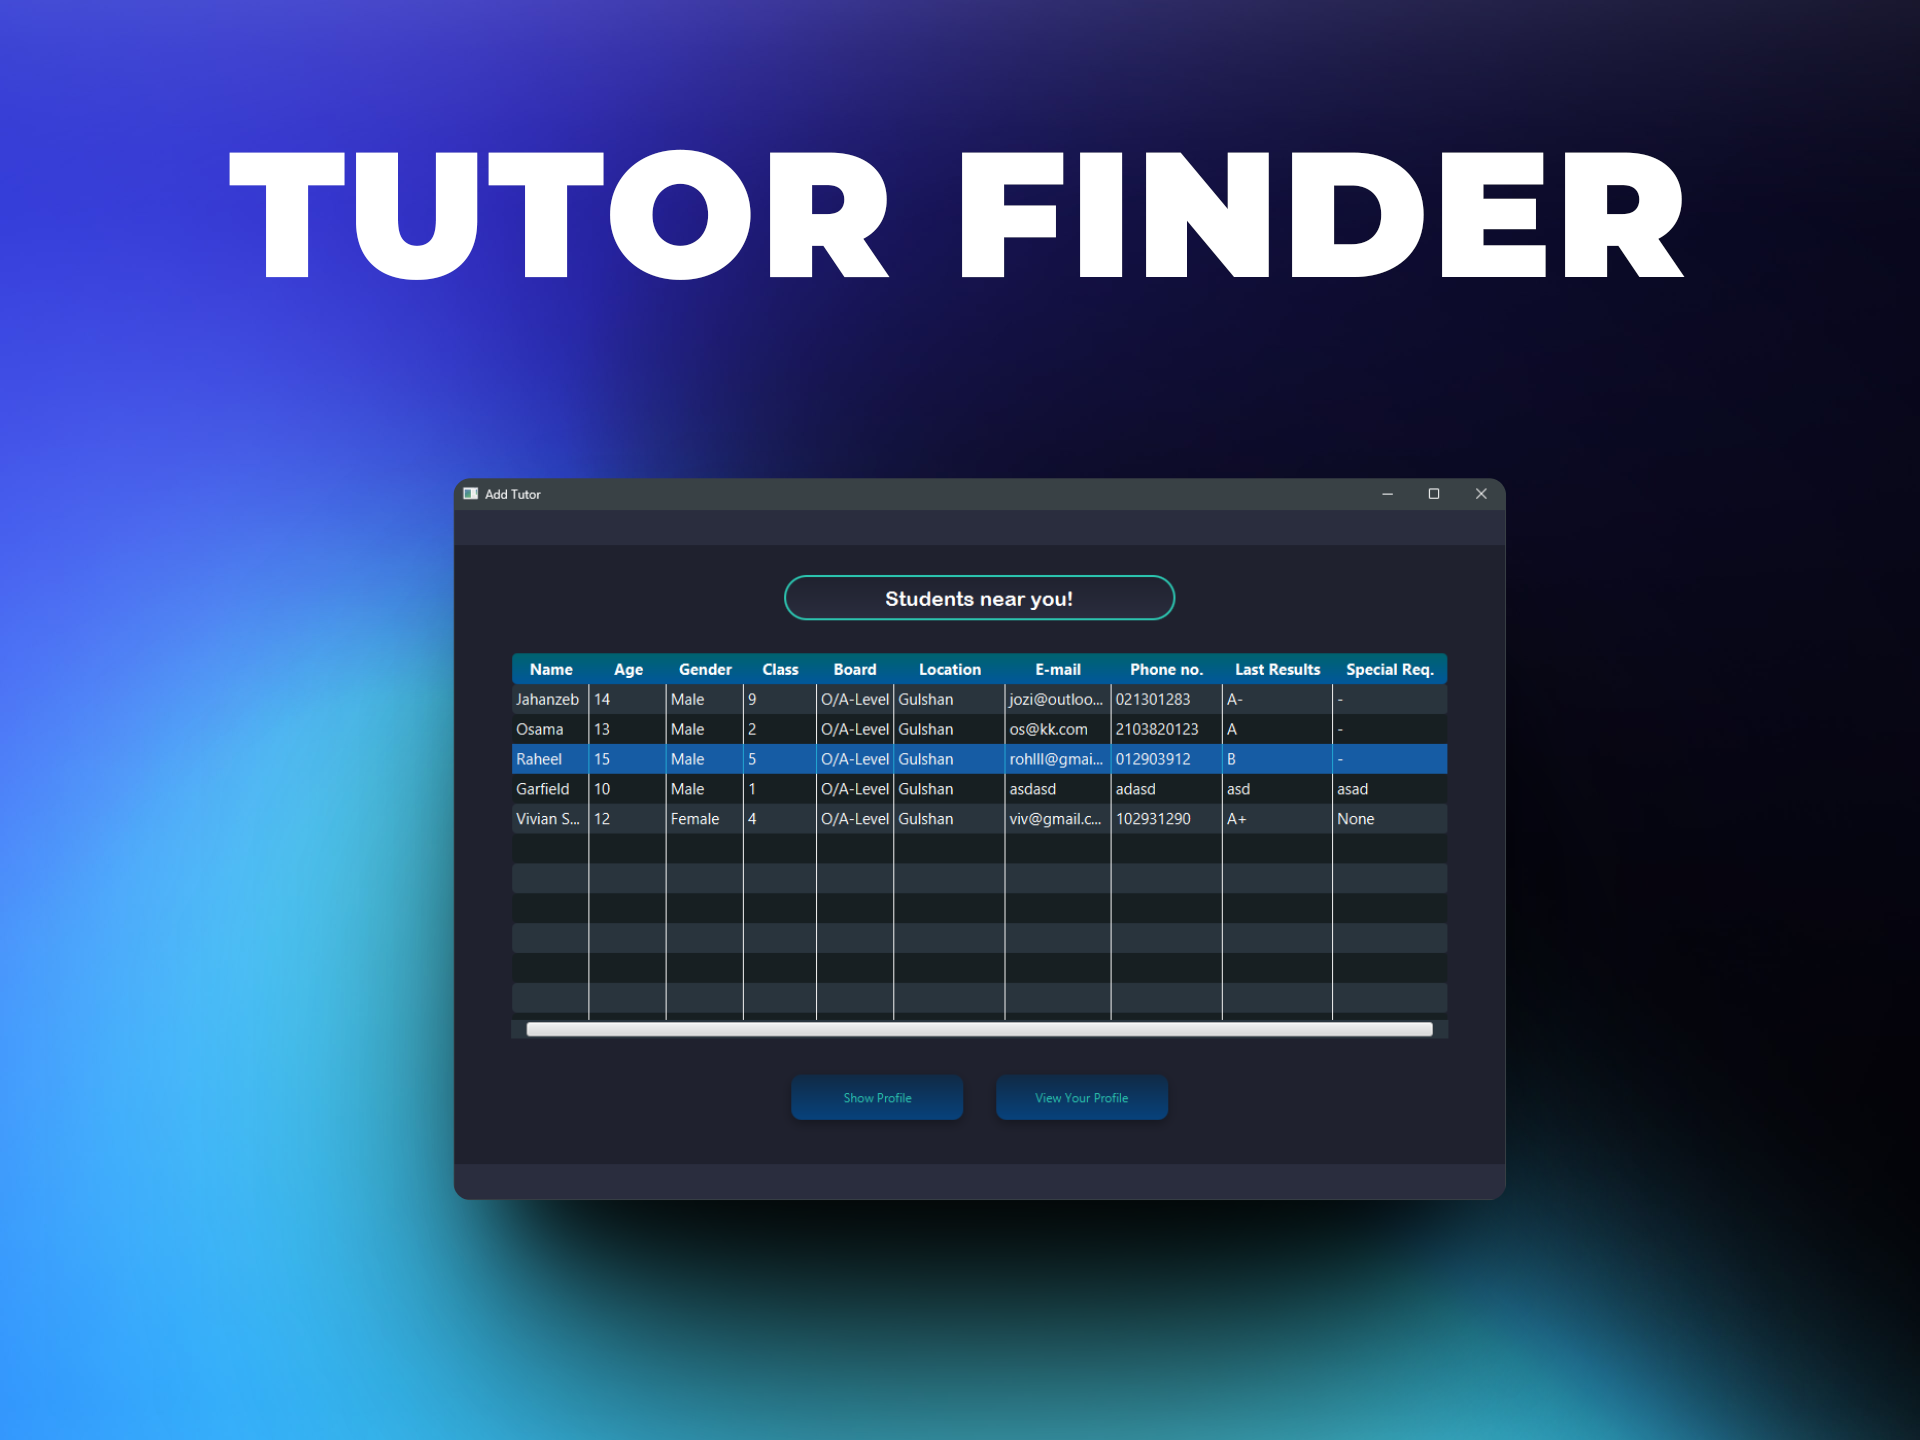 TUTOR FINDER
Add Tutor
Students near you!
Name Age Gender Class Board Location E-mail Phone no. Last Results Special Req.
Jahanzeb 14 Male 9 O/A-Level Gulshan jozi@outloo... 021301283 A- -
Osama 13 Male 2 O/A-Level Gulshan os@kk.com 2103820123 A -
Raheel 15 Male 5 O/A-Level Gulshan rohlll@gmai... 012903912 B -
Garfield 10 Male 1 O/A-Level Gulshan asdasd adasd asd asad
Vivian S... 12 Female 4 O/A-Level Gulshan viv@gmail.c... 102931290 A+ None
Show Profile View Your Profile